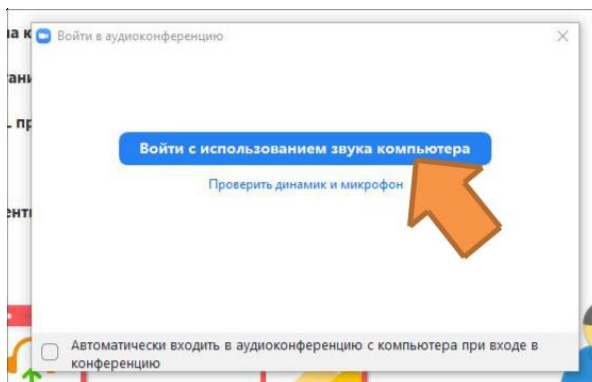 Войти в аудиоконференцию
Войти с использованием звука компьютера
Проверить динамик и микрофон
Автоматически входить в аудиоконференцию с компьютера при входе в
конференцию